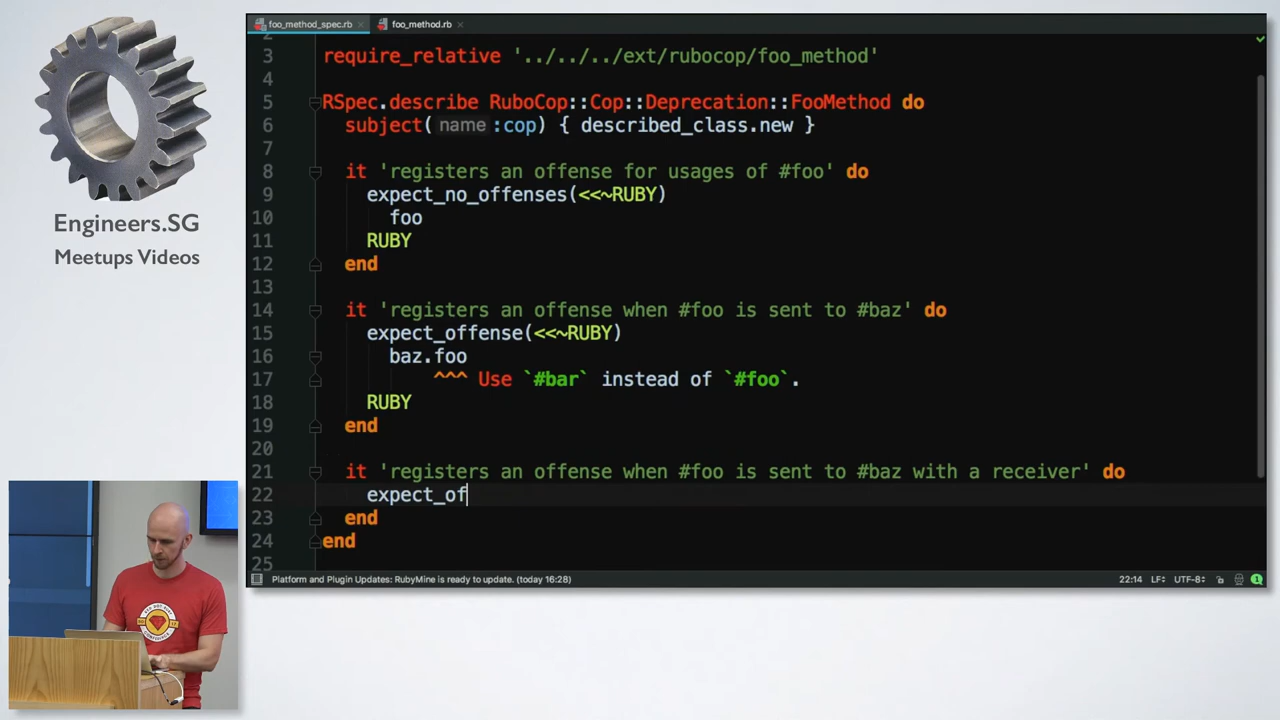 Engineers.SG
Meetups Videos
foo_method_spec.rb
foo_method.rb
2
3 require_relative '../../../ext/rubocop/foo_method'
4
5 RSpec.describe RuboCop::Cop::Deprecation::FooMethod do
6 subject( name :cop) { described_class.new }
7
8 it 'registers an offense for usages of #foo' do
9 expect_no_offenses(<<~RUBY)
10 foo
11 RUBY
12 end
13
14 it 'registers an offense when #foo is sent to #baz' do
15 expect_offense(<<~RUBY)
16 baz.foo
17 ^^^ Use `#bar` instead of `#foo`.
18 RUBY
19 end
20
21 it 'registers an offense when #foo is sent to #baz with a receiver' do
22 expect_of
23 end
24 end
25
Platform and Plugin Updates: RubyMine is ready to update. (today 16:28)
22:14 LF UTF-8 1